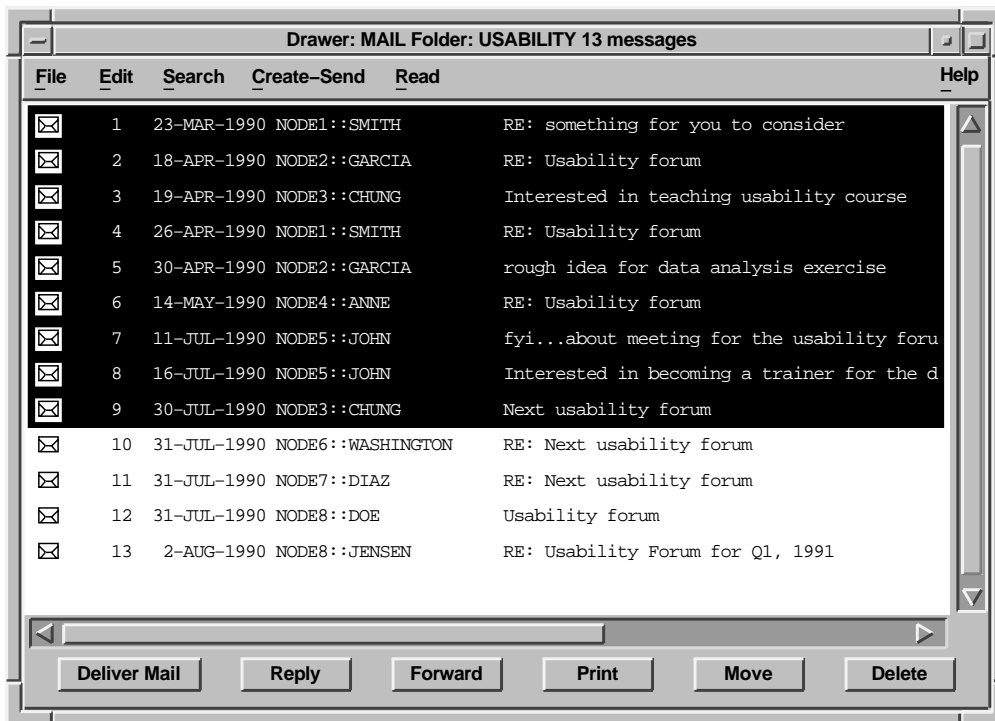 Drawer: MAIL Folder: USABILITY 13 messages
File Edit Search Create–Send Read Help
1 23–MAR–1990 NODE1::SMITH RE: something for you to consider
2 18–APR–1990 NODE2::GARCIA RE: Usability forum
3 19–APR–1990 NODE3::CHUNG Interested in teaching usability course
4 26–APR–1990 NODE1::SMITH RE: Usability forum
5 30–APR–1990 NODE2::GARCIA rough idea for data analysis exercise
6 14–MAY–1990 NODE4::ANNE RE: Usability forum
7 11–JUL–1990 NODE5::JOHN fyi...about meeting for the usability foru
8 16–JUL–1990 NODE5::JOHN Interested in becoming a trainer for the d
9 30–JUL–1990 NODE3::CHUNG Next usability forum
10 31–JUL–1990 NODE6::WASHINGTON RE: Next usability forum
11 31–JUL–1990 NODE7::DIAZ RE: Next usability forum
12 31–JUL–1990 NODE8::DOE Usability forum
13 2–AUG–1990 NODE8::JENSEN RE: Usability Forum for Q1, 1991
Deliver Mail Reply Forward Print Move Delete